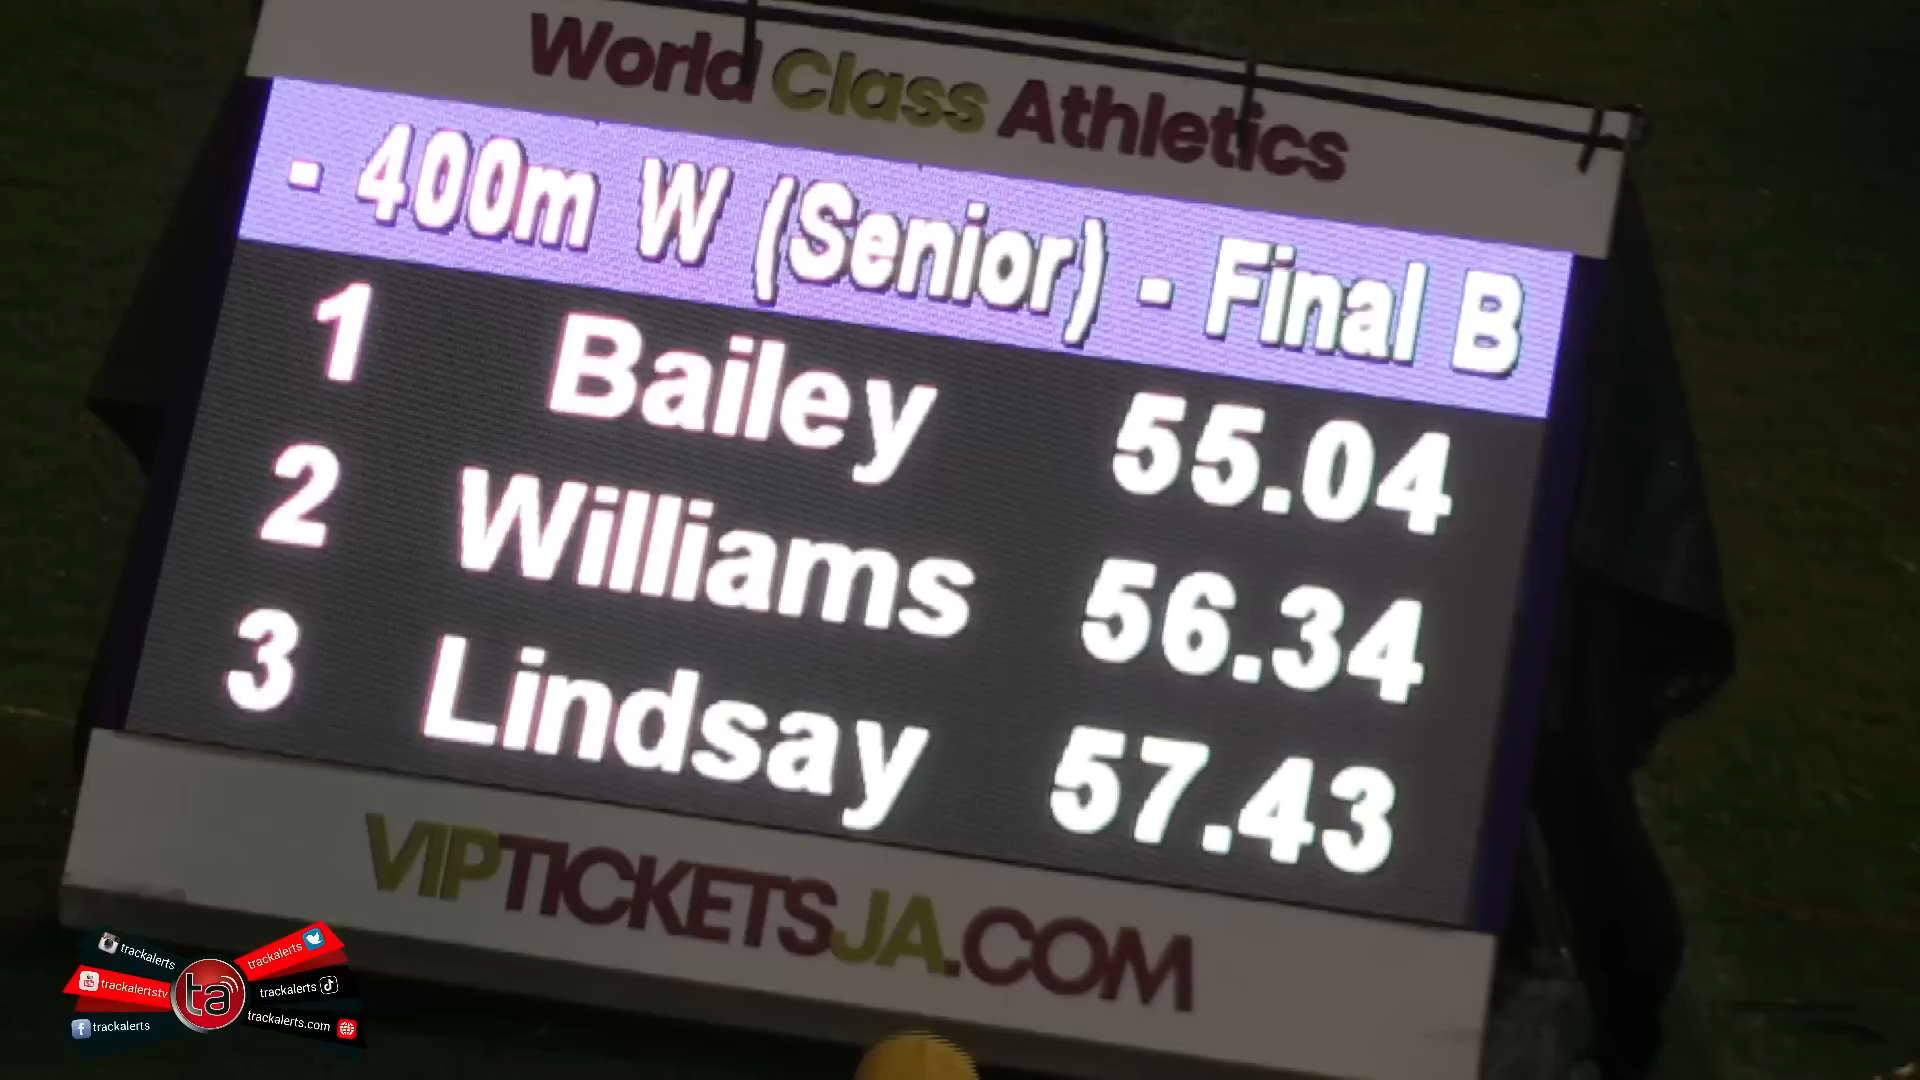 World Class Athletics
- 400m W (Senior) - Final B
1 Bailey 55.04
2 Williams 56.34
3 Lindsay 57.43
VIPTICKETSJA.COM
trackalerts
trackalertstv
trackalerts
ta
trackalerts
trackalerts
trackalerts.com